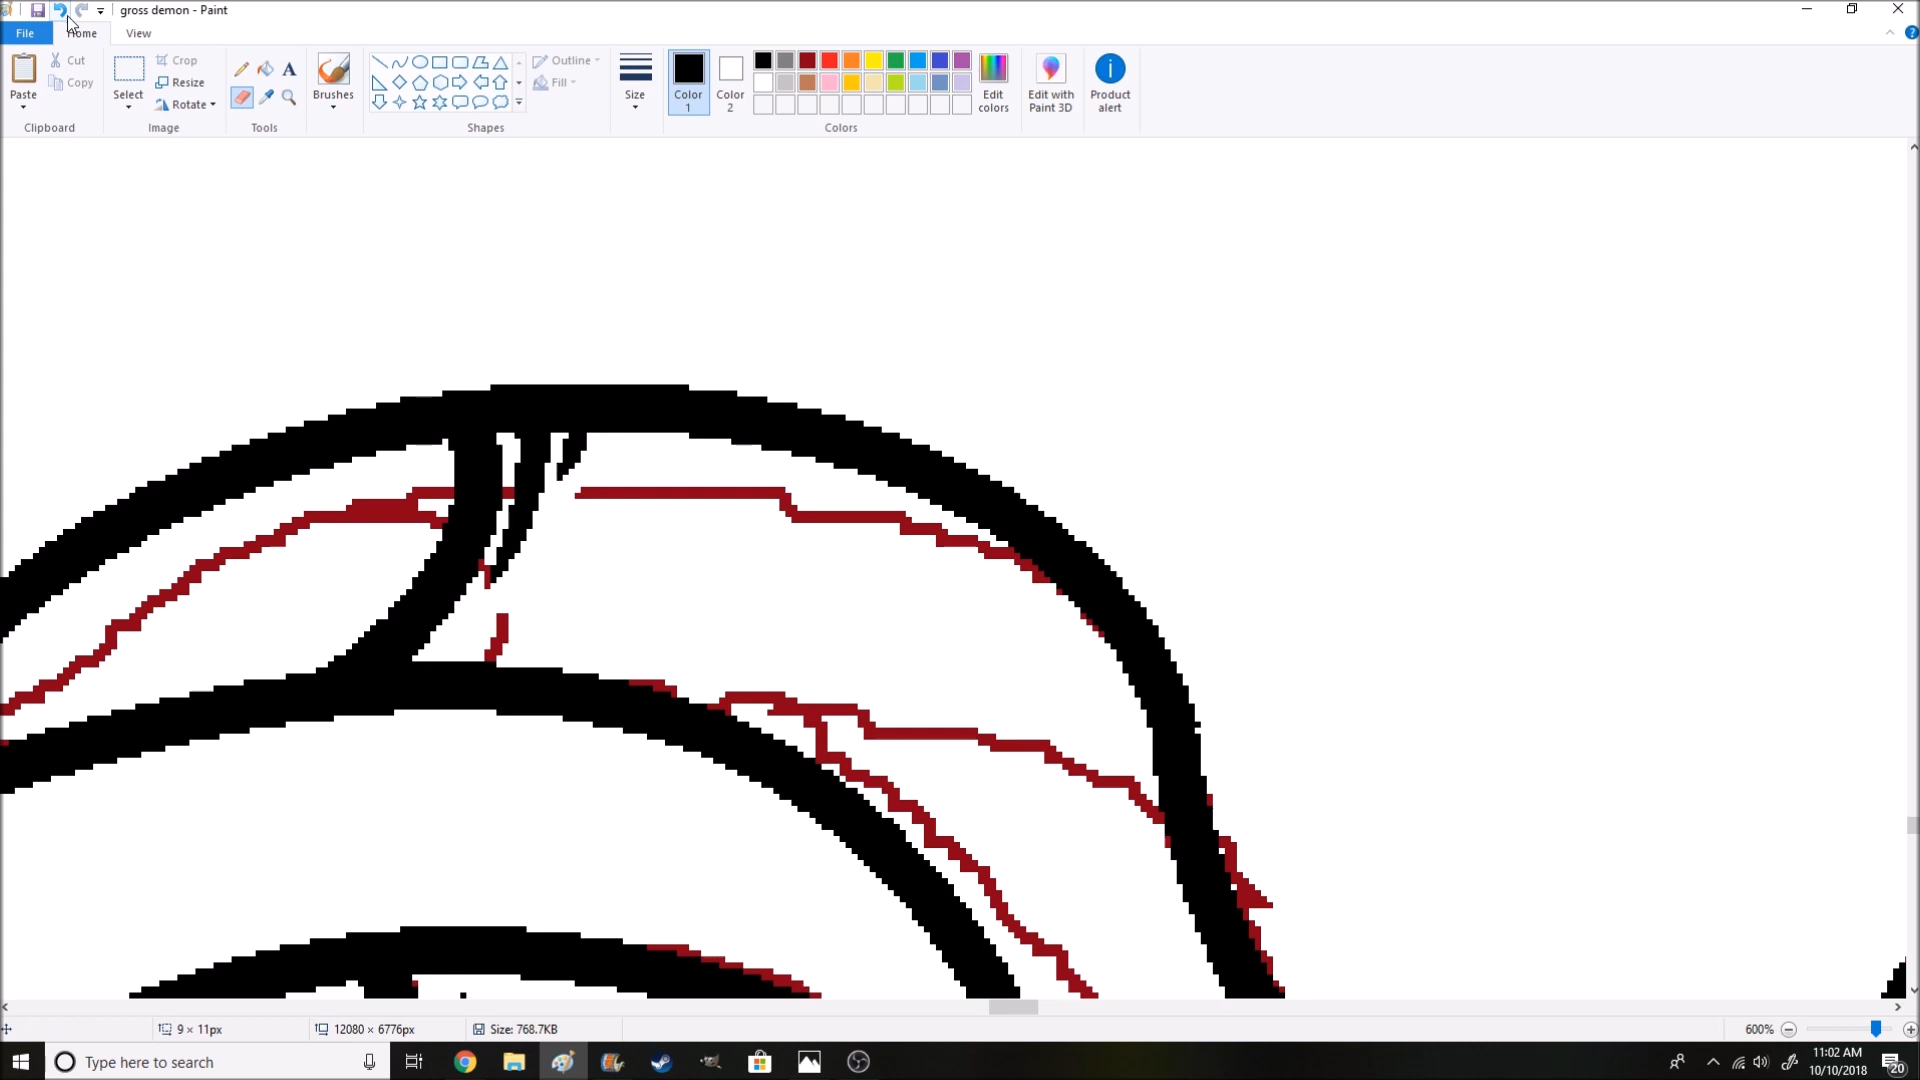 gross demon - Paint
File Home View
Paste Cut Copy Clipboard
Select Crop Resize Rotate Image
A Tools
Brushes
Shapes Outline Fill
Size
Color 1 Color 2 Edit colors Colors
Edit with Paint 3D
Product alert
9 × 11px 12080 × 6776px Size: 768.7KB 600%
Type here to search
11:02 AM
10/10/2018
20